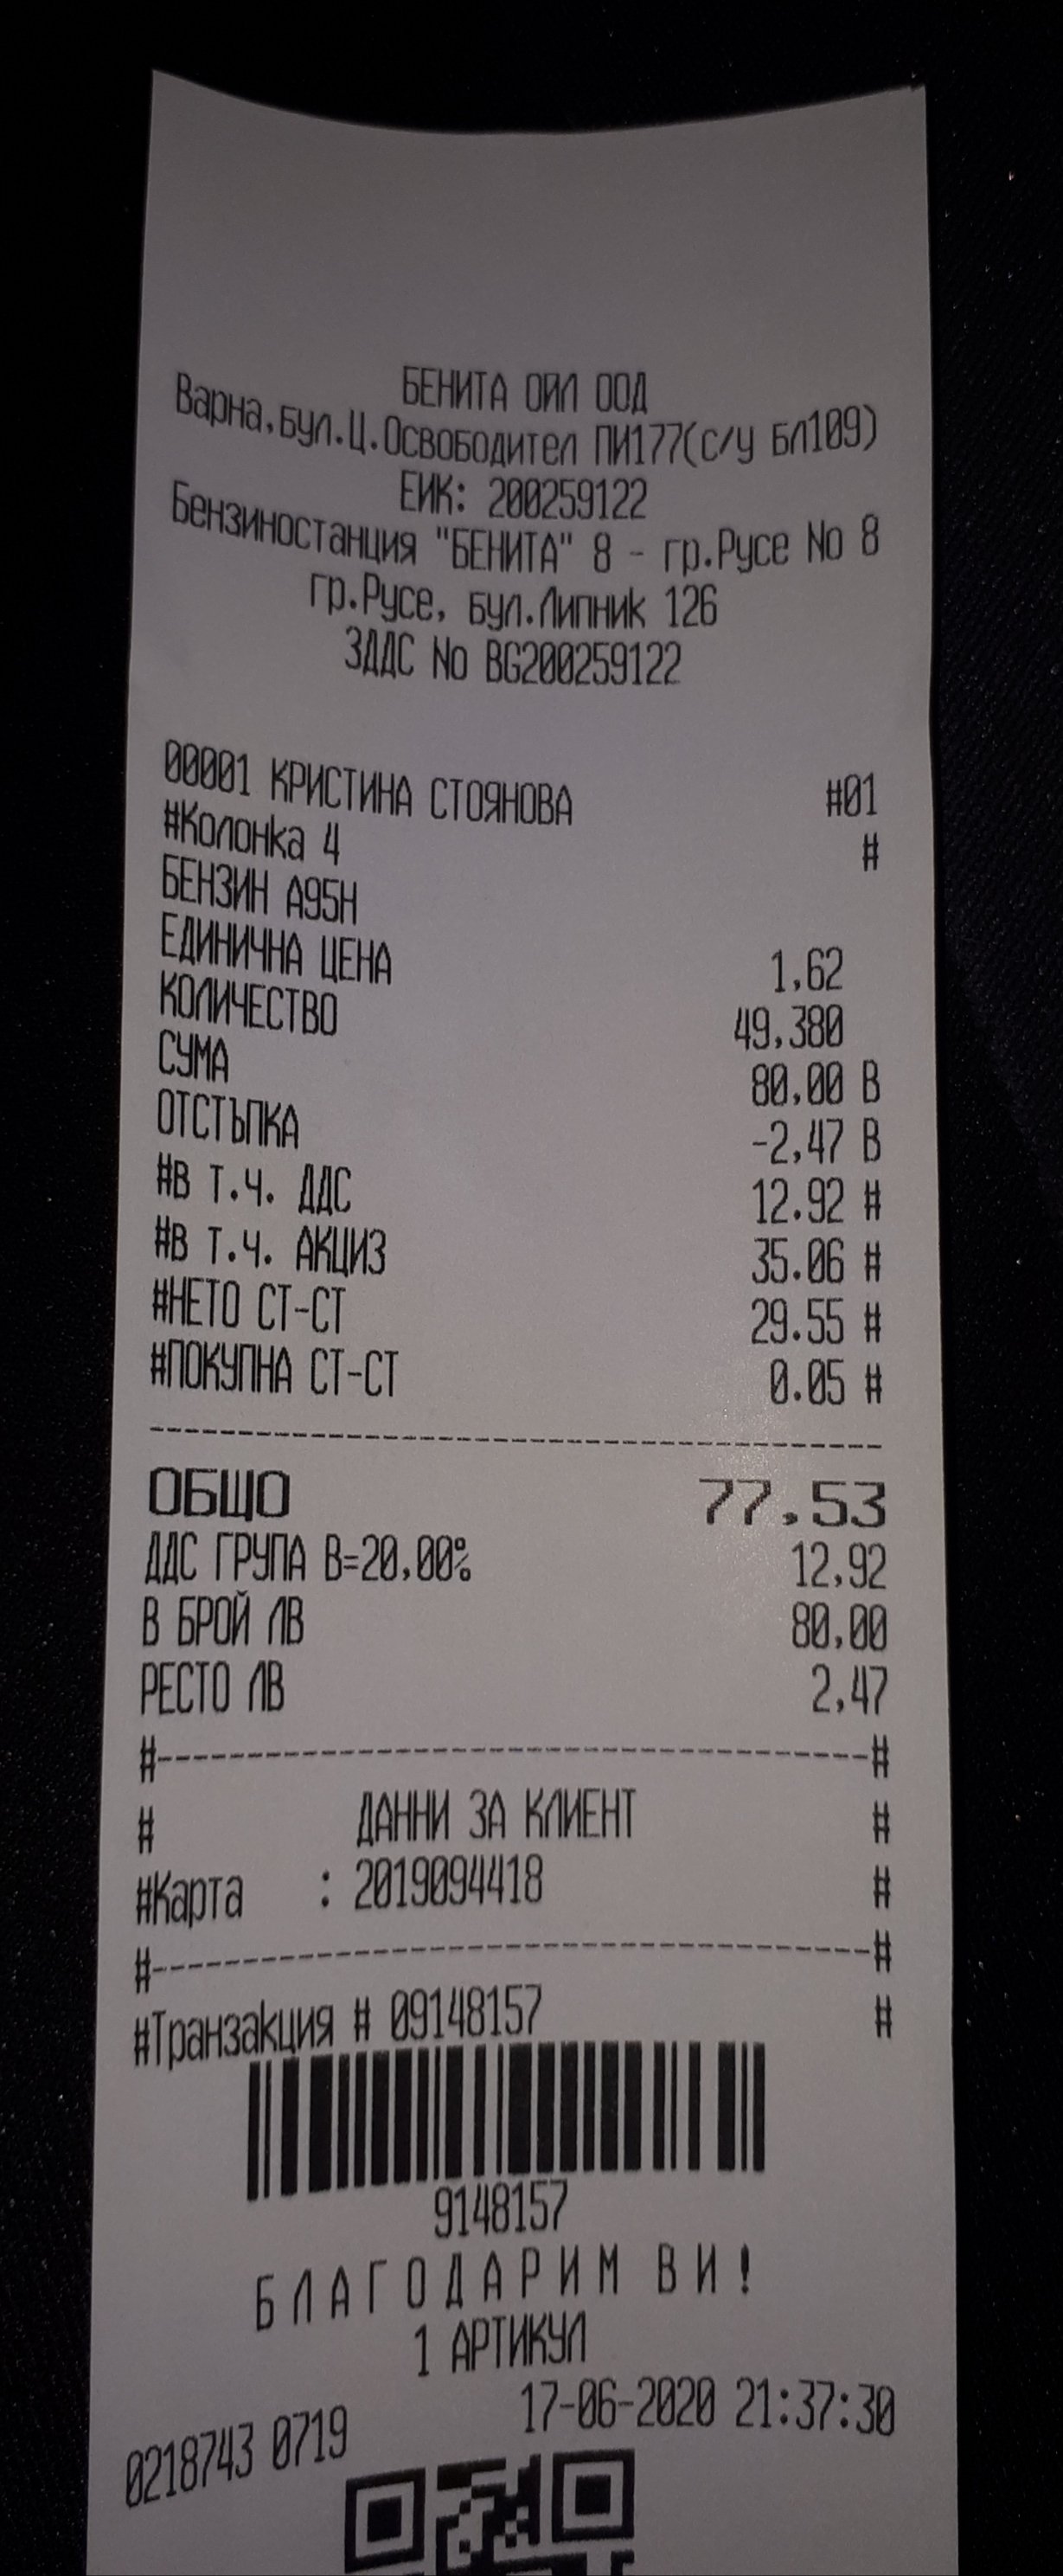 БЕНИТА ОИЛ ООД
Варна,бул.Ц.Освободител ПИ177(с/у Бл109)
ЕИК: 200259122
Бензиностанция "БЕНИТА" 8 - гр.Русе No 8
гр.Русе, бул.Липник 126
ЗДДС No BG200259122
00001 КРИСТИНА СТОЯНОВА #01
#Колонка 4 #
БЕНЗИН А95Н
ЕДИНИЧНА ЦЕНА 1,62
КОЛИЧЕСТВО 49,380
СУМА 80,00 В
ОТСТЪПКА -2,47 В
#В Т.Ч. ДДС 12.92 #
#В Т.Ч. АКЦИЗ 35.06 #
#НЕТО СТ-СТ 29.55 #
#ПОКУПНА СТ-СТ 0.05 #
----------------------------------------
ОБЩО 77,53
ДДС ГРУПА В=20,00% 12,92
В БРОЙ ЛВ 80,00
РЕСТО ЛВ 2,47
#--------------------------------------#
# ДАННИ ЗА КЛИЕНТ #
#Карта : 2019094418 #
#--------------------------------------#
#Транзакция # 09148157 #
9148157
БЛАГОДАРИМ ВИ!
1 АРТИКУЛ
0218743 0719 17-06-2020 21:37:30